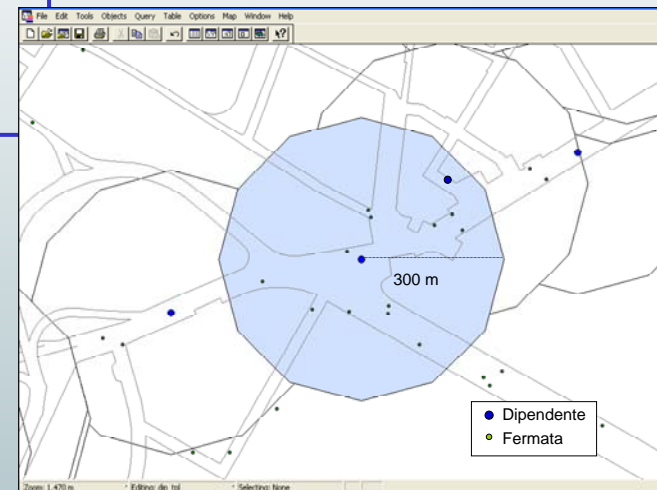 File Edit Tools Objects Query Table Options Map Window Help
300 m
Dipendente
Fermata
Zoom: 1.470 m Editing: dip_tpl Selecting: None